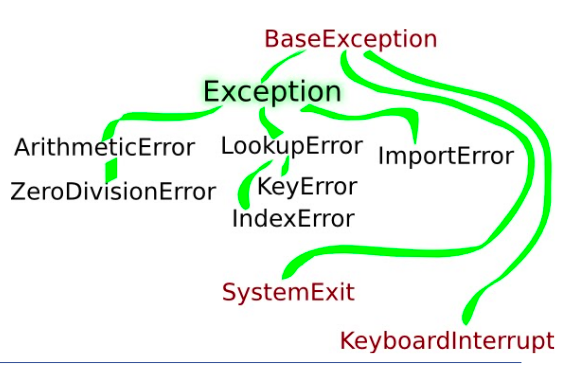 BaseException
Exception
ArithmeticError
LookupError
ImportError
ZeroDivisionError
KeyError
IndexError
SystemExit
KeyboardInterrupt